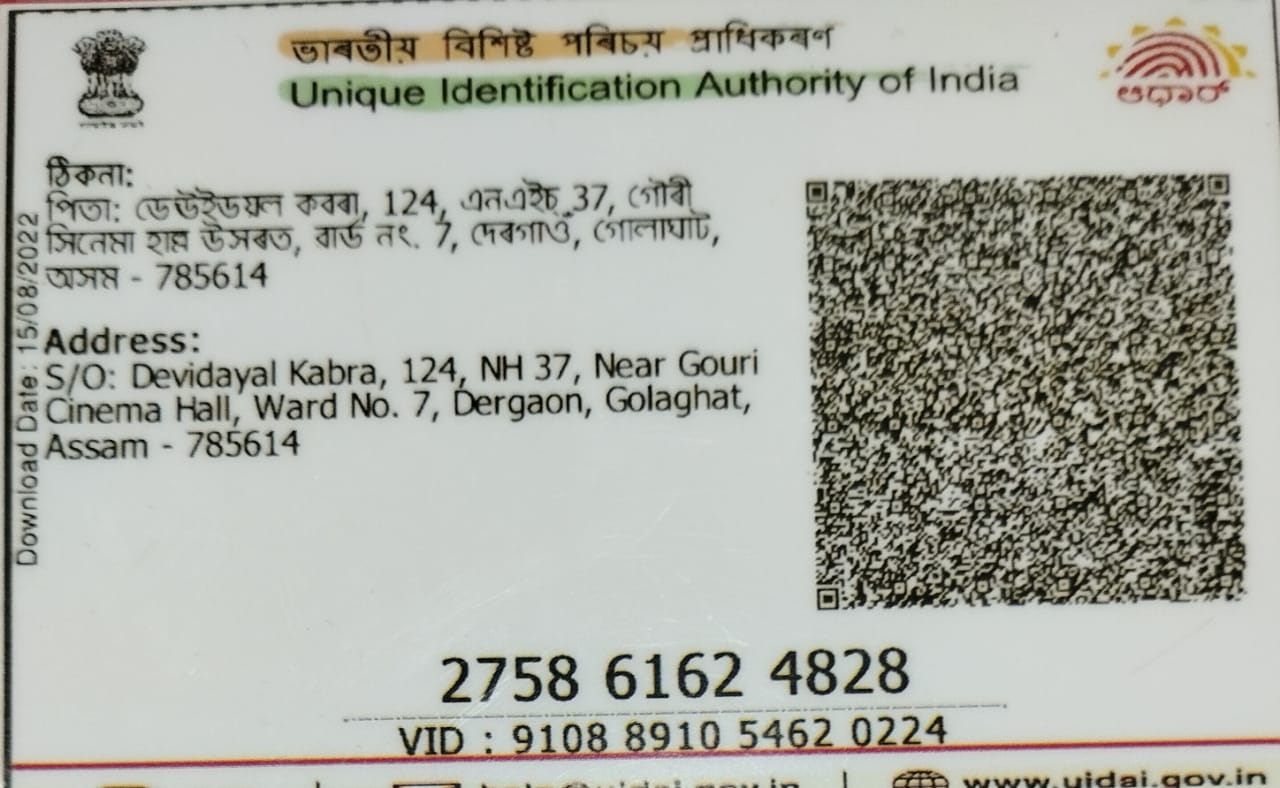 ভাৰতীয় বিশিষ্ট পৰিচয় প্ৰাধিকৰণ
Unique Identification Authority of India
ಆಧಾರ್
ঠিকনা:
পিতা: ডেউইডয়ল কবৰা, 124, এনএইচ 37, গৌৰী
সিনেমা হাল্ল উসৰত, বাৰ্ড নং. 7, দেৰগাওঁ, গোলাঘাট,
অসম - 785614
Address:
S/O: Devidayal Kabra, 124, NH 37, Near Gouri
Cinema Hall, Ward No. 7, Dergaon, Golaghat,
Assam - 785614
Download Date: 15/08/2022
2758 6162 4828
VID : 9108 8910 5462 0224
www.uidai.gov.in